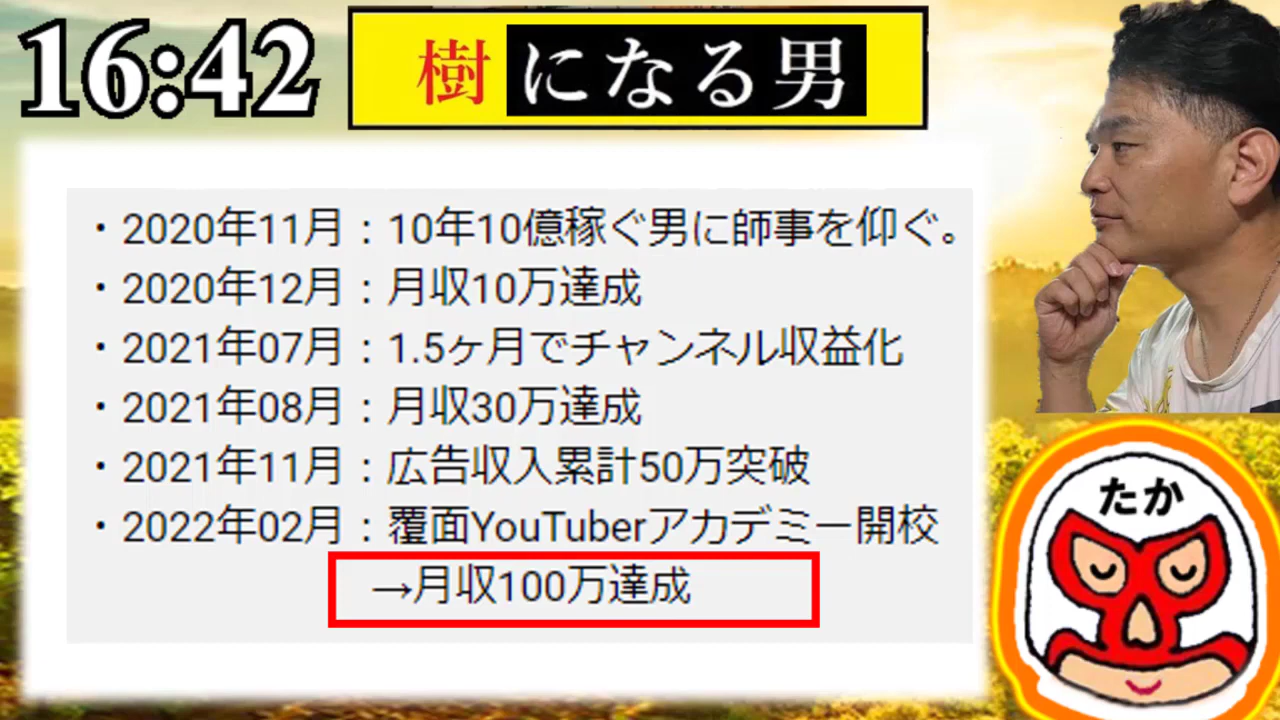 16:42
樹になる男
・2020年11月：10年10億稼ぐ男に師事を仰ぐ。
・2020年12月：月収10万達成
・2021年07月：1.5ヶ月でチャンネル収益化
・2021年08月：月収30万達成
・2021年11月：広告収入累計50万突破
・2022年02月：覆面YouTuberアカデミー開校
→月収100万達成
たか